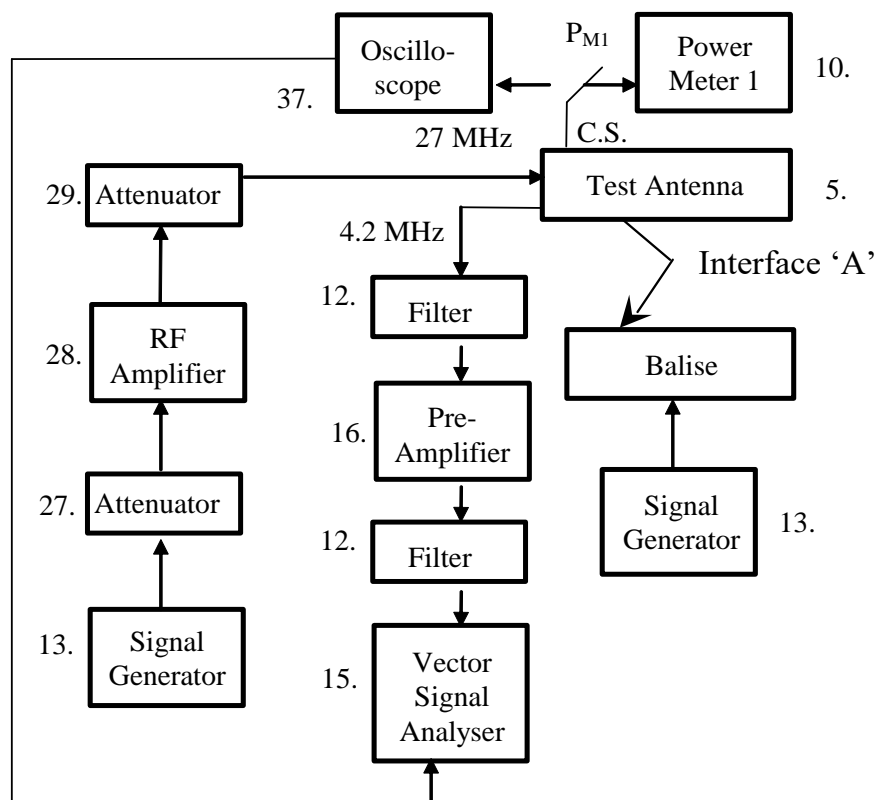 Oscillo-
scope
37.
P_M1
Power
Meter 1
10.
27 MHz
C.S.
29.
Attenuator
Test Antenna
5.
4.2 MHz
Interface ‘A’
12.
Filter
28.
RF
Amplifier
Balise
16.
Pre-
Amplifier
27.
Attenuator
Signal
Generator
13.
12.
Filter
13.
Signal
Generator
15.
Vector
Signal
Analyser